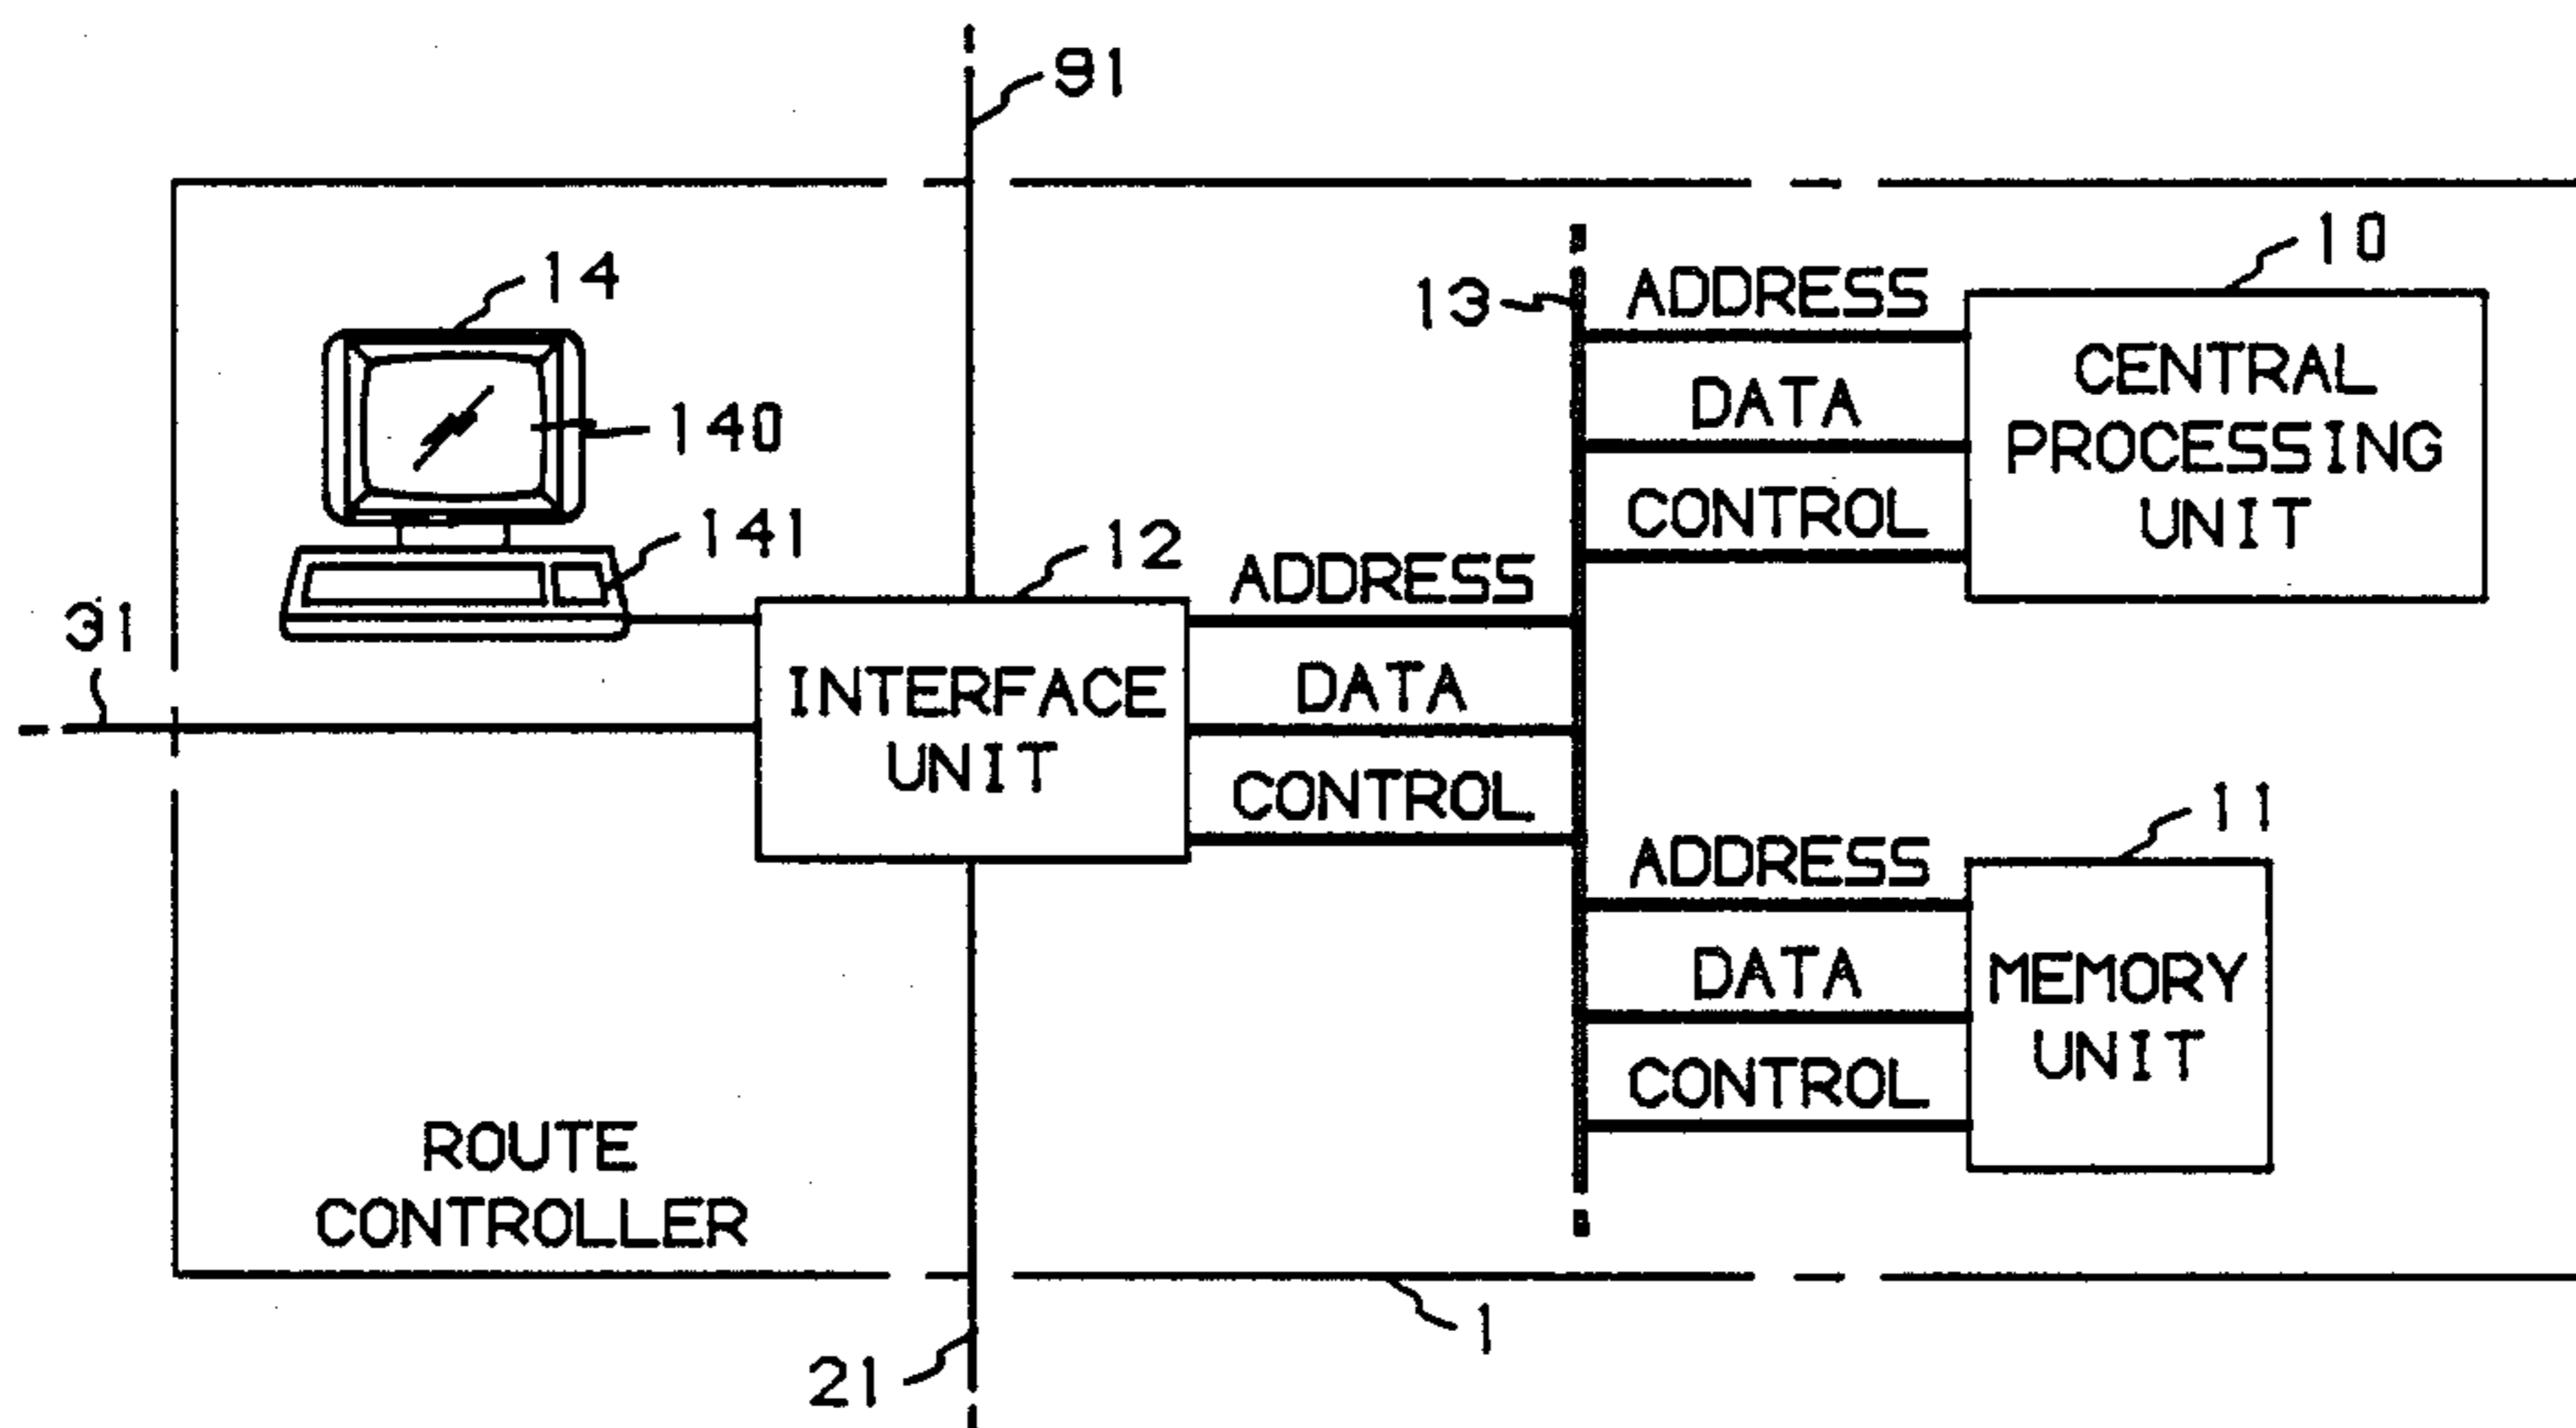 91
10
14
13
ADDRESS
CENTRAL
PROCESSING
UNIT
DATA
140
CONTROL
141
12
31
ADDRESS
INTERFACE
UNIT
DATA
CONTROL
11
ADDRESS
MEMORY
UNIT
DATA
CONTROL
ROUTE
CONTROLLER
1
21